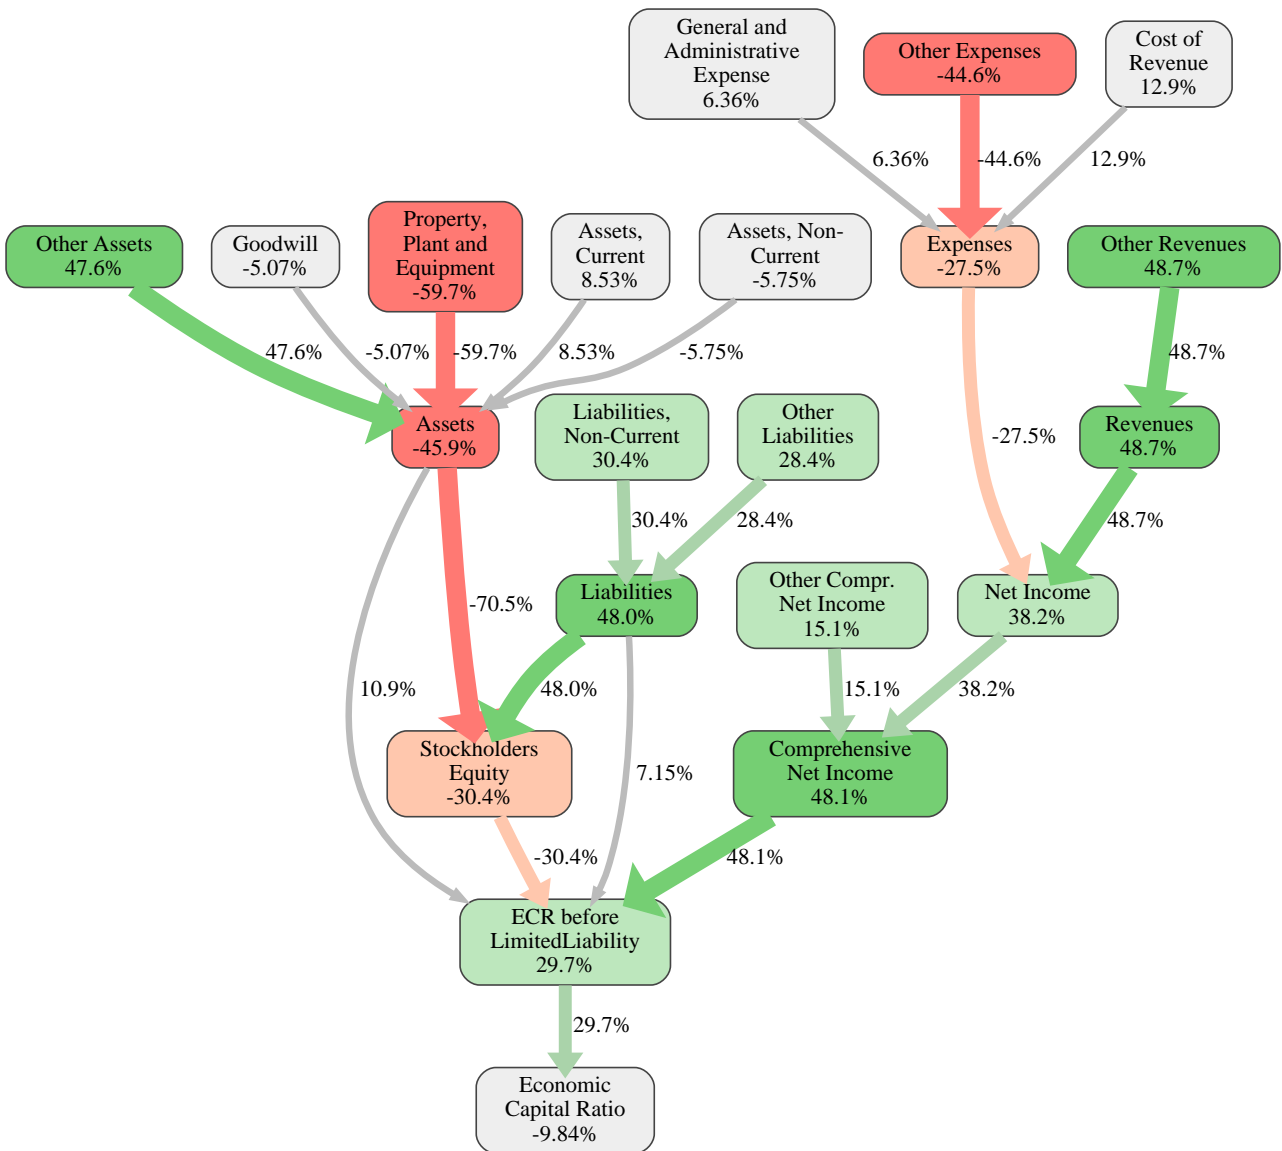 General and
Administrative
Expense
6.36%
Other Expenses
-44.6%
Cost of
Revenue
12.9%
6.36%
-44.6%
12.9%
Other Assets
47.6%
Goodwill
-5.07%
Property,
Plant and
Equipment
-59.7%
Assets,
Current
8.53%
Assets, Non-
Current
-5.75%
Expenses
-27.5%
Other Revenues
48.7%
47.6%
-5.07%
-59.7%
8.53%
-5.75%
48.7%
Assets
-45.9%
Liabilities,
Non-Current
30.4%
Other
Liabilities
28.4%
-27.5%
Revenues
48.7%
30.4%
28.4%
48.7%
-70.5%
Liabilities
48.0%
Other Compr.
Net Income
15.1%
Net Income
38.2%
10.9%
48.0%
15.1%
38.2%
Stockholders
Equity
-30.4%
7.15%
Comprehensive
Net Income
48.1%
-30.4%
48.1%
ECR before
LimitedLiability
29.7%
29.7%
Economic
Capital Ratio
-9.84%